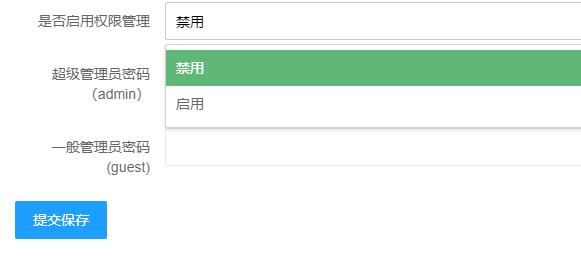 是否启用权限管理
禁用
禁用
启用
超级管理员密码
（admin）
一般管理员密码
(guest)
提交保存